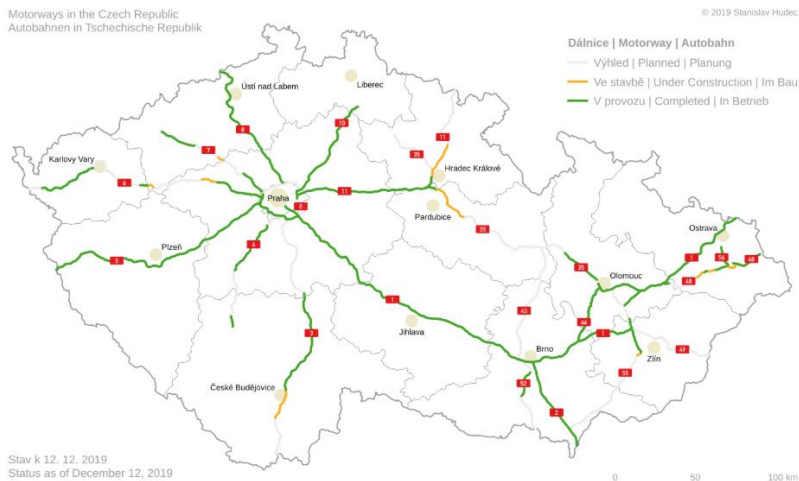 Motorways in the Czech Republic
Autobahnen in Tschechische Republik
© 2019 Stanislav Hudec
Dálnice | Motorway | Autobahn
Výhled | Planned | Planung
Ve stavbě | Under Construction | Im Bau
V provozu | Completed | In Betrieb
Ústí nad Labem
Liberec
8
10
11
7
35
Karlovy Vary
6
Hradec Králové
Praha
0
11
Pardubice
4
35
Ostrava
Plzeň
5
1
56
48
35
Olomouc
48
1
43
46
1
3
Jihlava
Brno
49
Zlín
55
České Budějovice
52
2
Stav k 12. 12. 2019
Status as of December 12, 2019
0
50
100 km